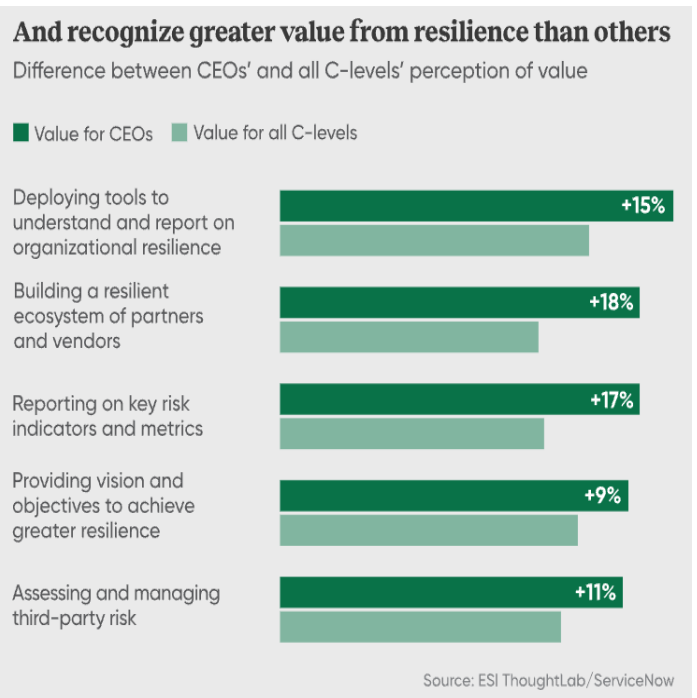 And recognize greater value from resilience than others
Difference between CEOs’ and all C-levels’ perception of value
Value for CEOs
Value for all C-levels
Deploying tools to
understand and report on
organizational resilience
+15%
Building a resilient
ecosystem of partners
and vendors
+18%
Reporting on key risk
indicators and metrics
+17%
Providing vision and
objectives to achieve
greater resilience
+9%
Assessing and managing
third-party risk
+11%
Source: ESI ThoughtLab/ServiceNow